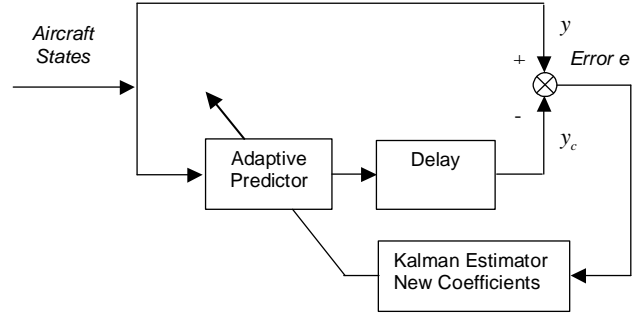 Aircraft
States
y
+
Error e
-
y_c
Adaptive
Predictor
Delay
Kalman Estimator
New Coefficients